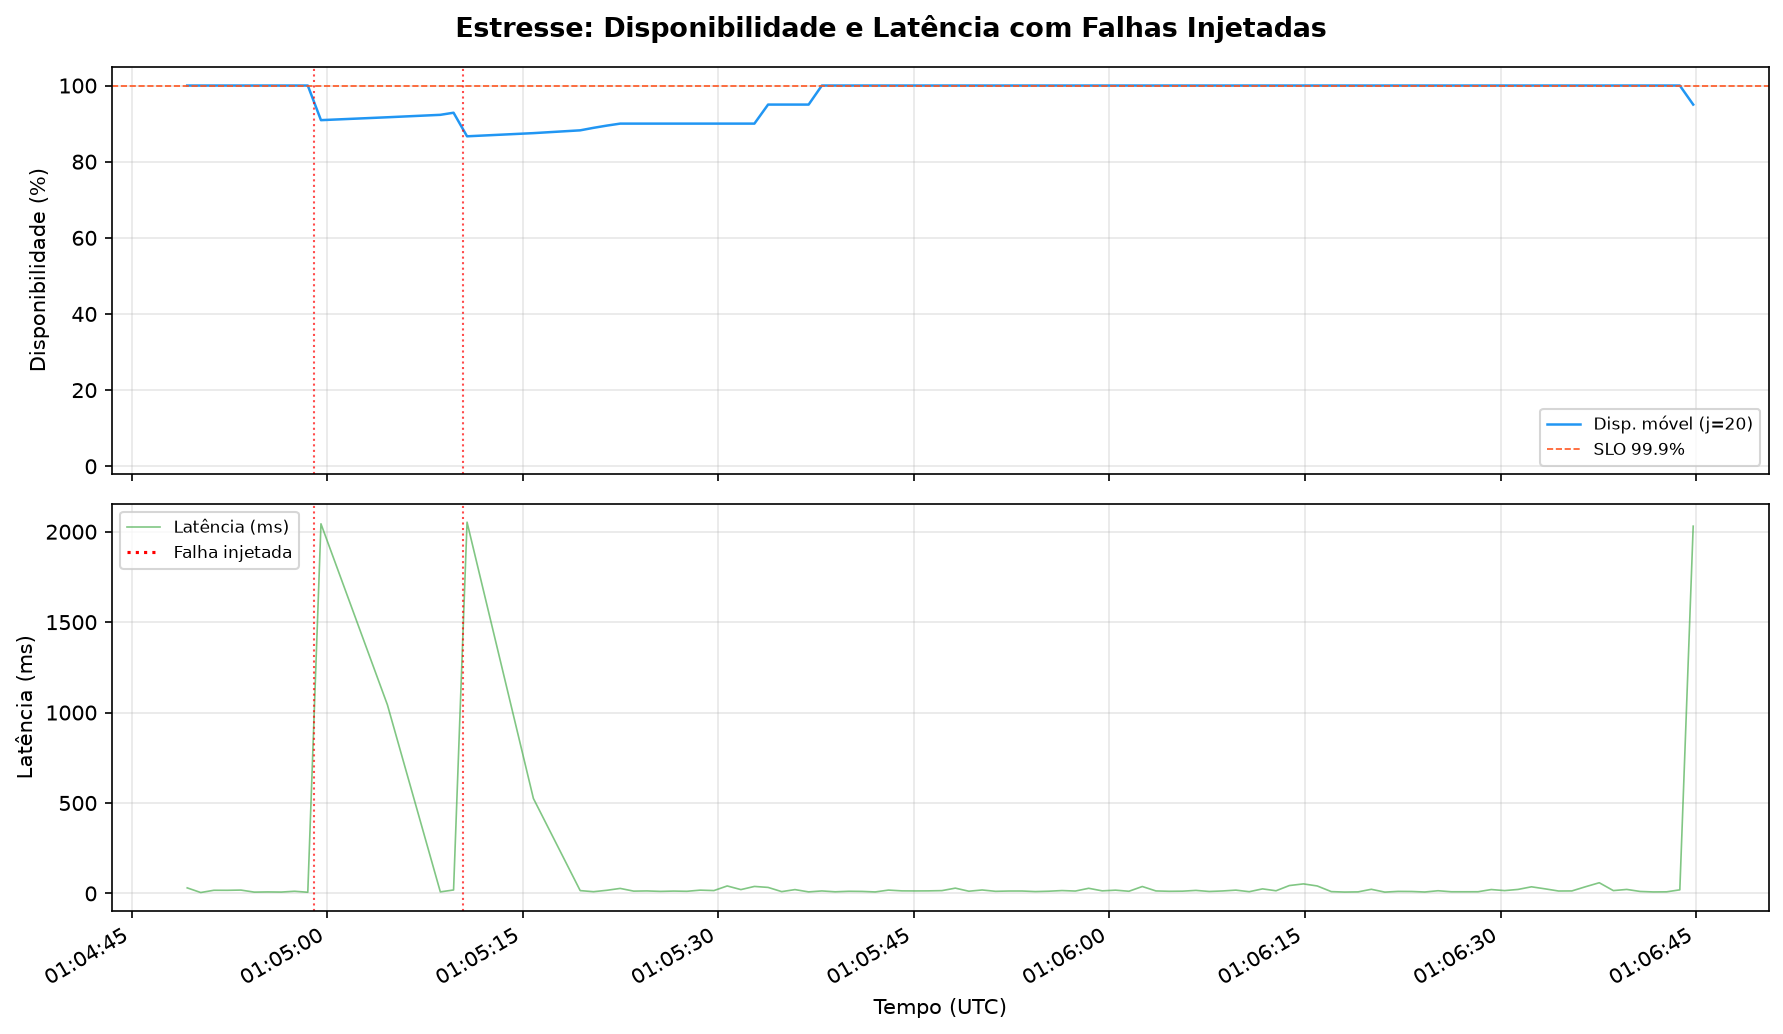 Estresse: Disponibilidade e Latência com Falhas Injetadas
Disponibilidade (%)
100
80
60
40
20
0
Disp. móvel (j=20)
SLO 99.9%
Latência (ms)
2000
1500
1000
500
0
Latência (ms)
Falha injetada
01:04:45
01:05:00
01:05:15
01:05:30
01:05:45
01:06:00
01:06:15
01:06:30
01:06:45
Tempo (UTC)